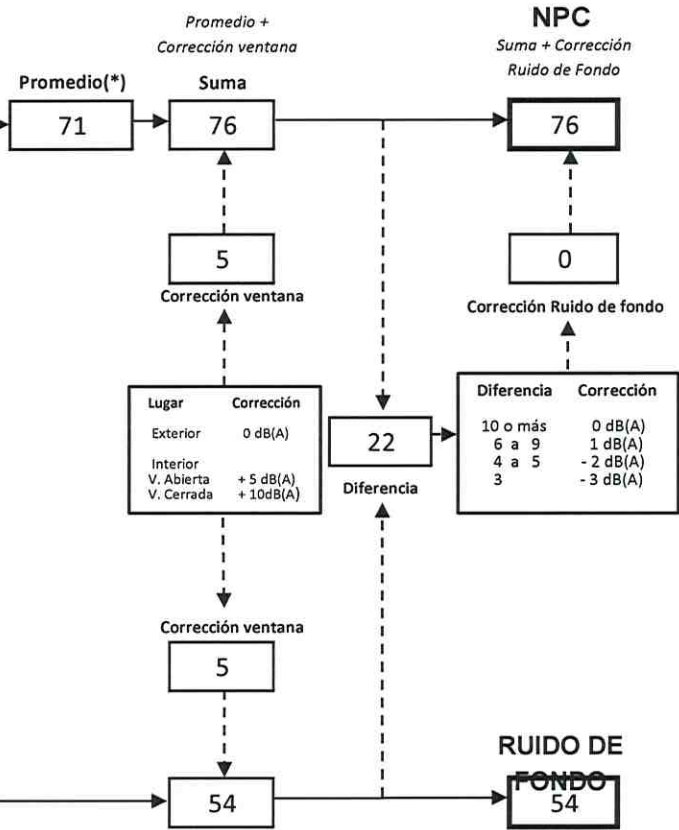 NPC
Promedio +
Corrección ventana
Suma + Corrección
Ruido de Fondo
Promedio(*)
Suma
71
76
76
5
0
Corrección ventana
Corrección Ruido de fondo
Lugar Corrección
Exterior 0 dB(A)
Interior
V. Abierta + 5 dB(A)
V. Cerrada + 10dB(A)
22
Diferencia
Diferencia Corrección
10 o más 0 dB(A)
6 a 9 1 dB(A)
4 a 5 - 2 dB(A)
3 - 3 dB(A)
Corrección ventana
5
RUIDO DE
FONDO
54
54